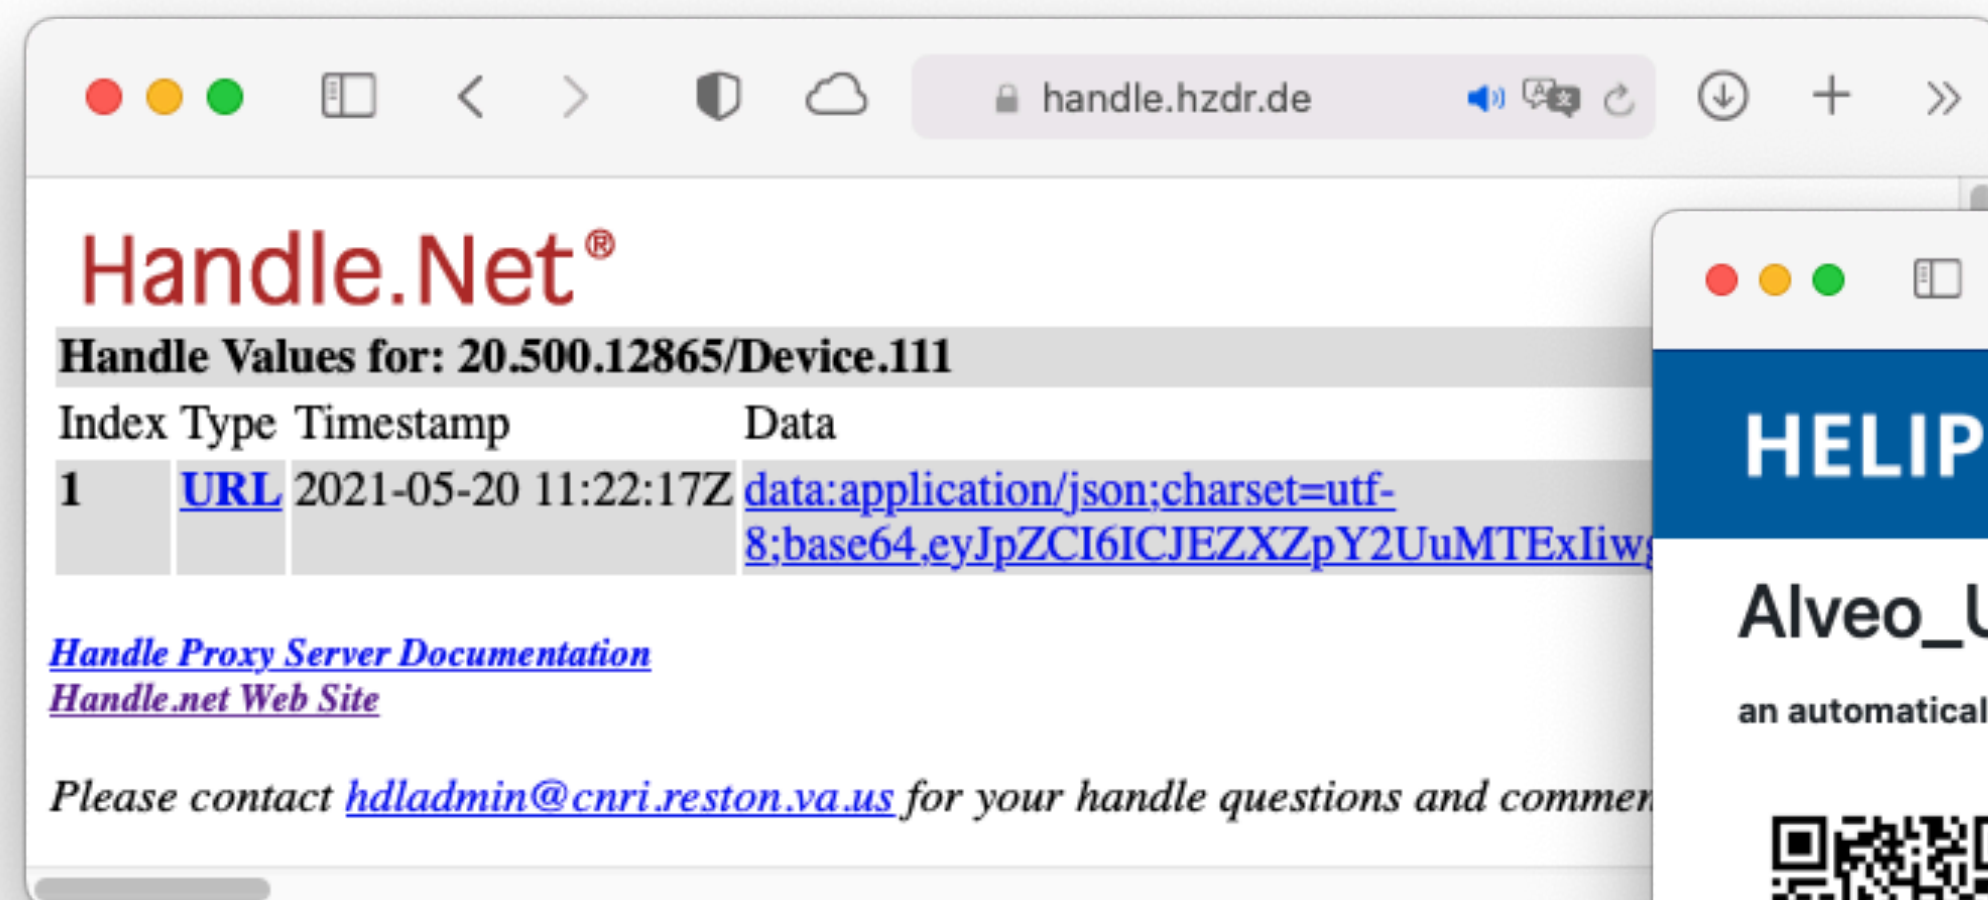 handle.hzdr.de
Handle.Net®
Handle Values for: 20.500.12865/Device.111
Index Type Timestamp Data
1 URL 2021-05-20 11:22:17Z data:application/json;charset=utf-
8;base64,eyJpZCI6ICJEZXZpY2UuMTExIiwg
Handle Proxy Server Documentation
Handle.net Web Site
Please contact hdladmin@cnri.reston.va.us for your handle questions and commen
HELIP
Alveo_U
an automatical